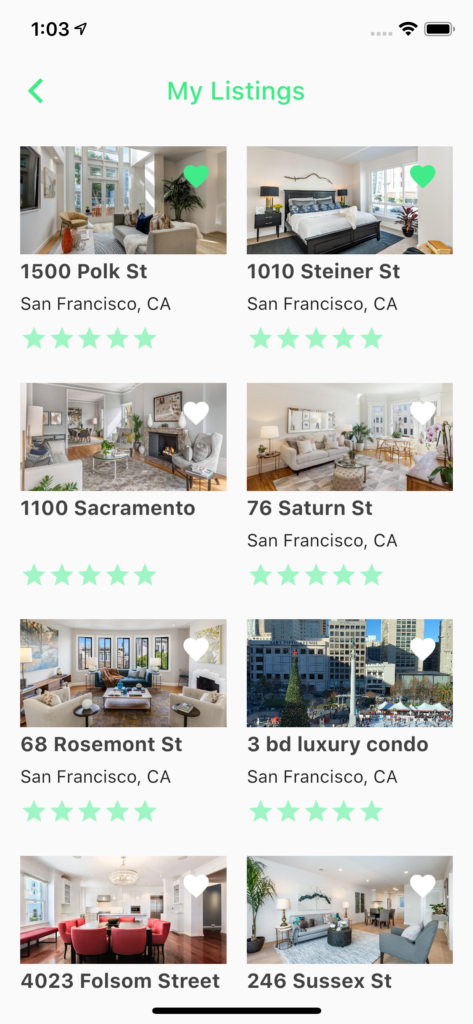 1:03
My Listings
1500 Polk St
San Francisco, CA
1010 Steiner St
San Francisco, CA
1100 Sacramento
76 Saturn St
San Francisco, CA
68 Rosemont St
San Francisco, CA
3 bd luxury condo
San Francisco, CA
4023 Folsom Street
246 Sussex St